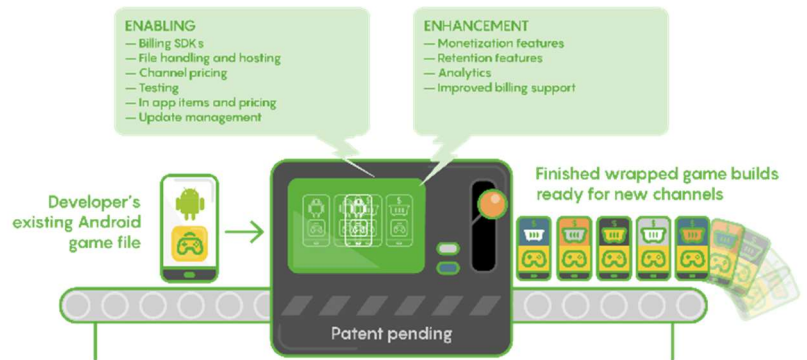 ENABLING
— Billing SDKs
— File handling and hosting
— Channel pricing
— Testing
— In app items and pricing
— Update management
ENHANCEMENT
— Monetization features
— Retention features
— Analytics
— Improved billing support
Developer's
existing Android
game file
Finished wrapped game builds
ready for new channels
Patent pending